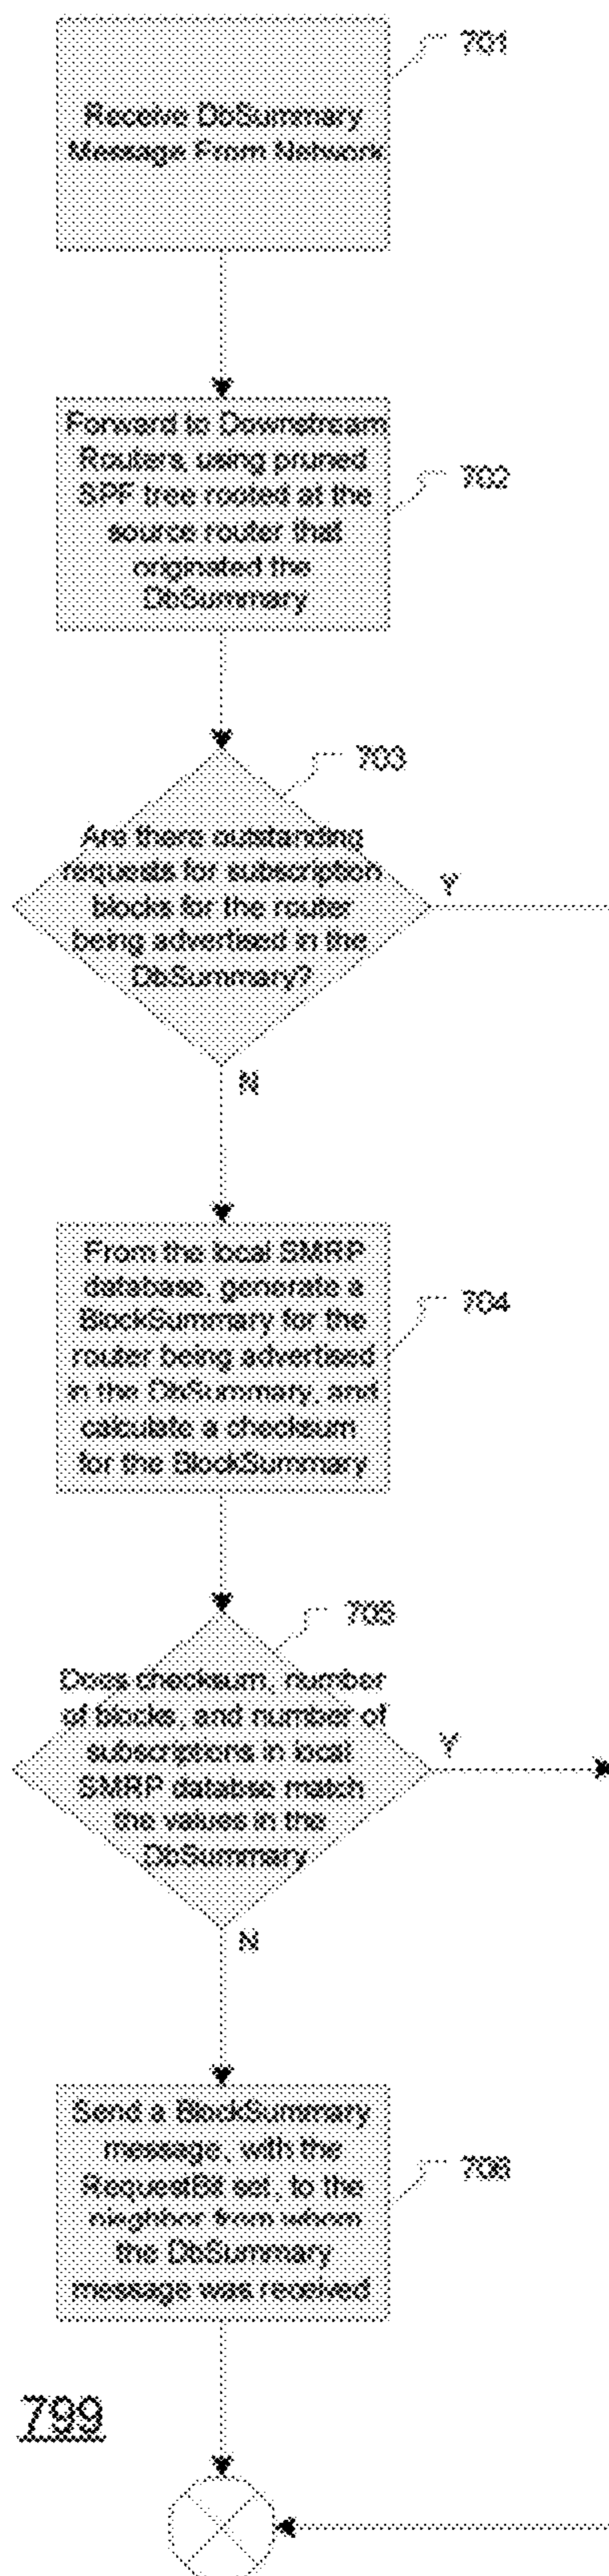 701
Receive DbSummary
Message From Network
Forward to Downstream
Routers, using pruned
SPF tree rooted at the
source router that
originated the
DbSummary
702
703
Are there outstanding
requests for subscription
blocks for the router
being advertised in the
DbSummary?
Y
N
From the local SMRP
database, generate a
BlockSummary for the
router being advertised
in the DbSummary, and
calculate a checksum
for the BlockSummary
704
705
Does checksum, number
of blocks, and number of
subscriptions in local
SMRP databse match
the values in the
DbSummary
Y
N
Send a BlockSummary
message, with the
RequestBit set, to the
neighbor from whom
the DbSummary
message was received
706
799